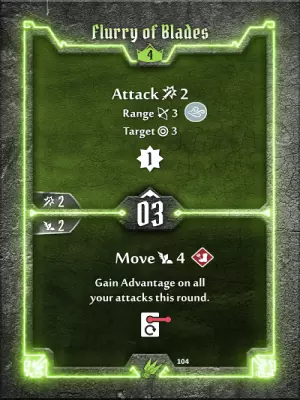 Flurry of Blades
4
Attack 2
Range 3
Target 3
1
2
03
2
Move 4
Gain Advantage on all
your attacks this round.
104